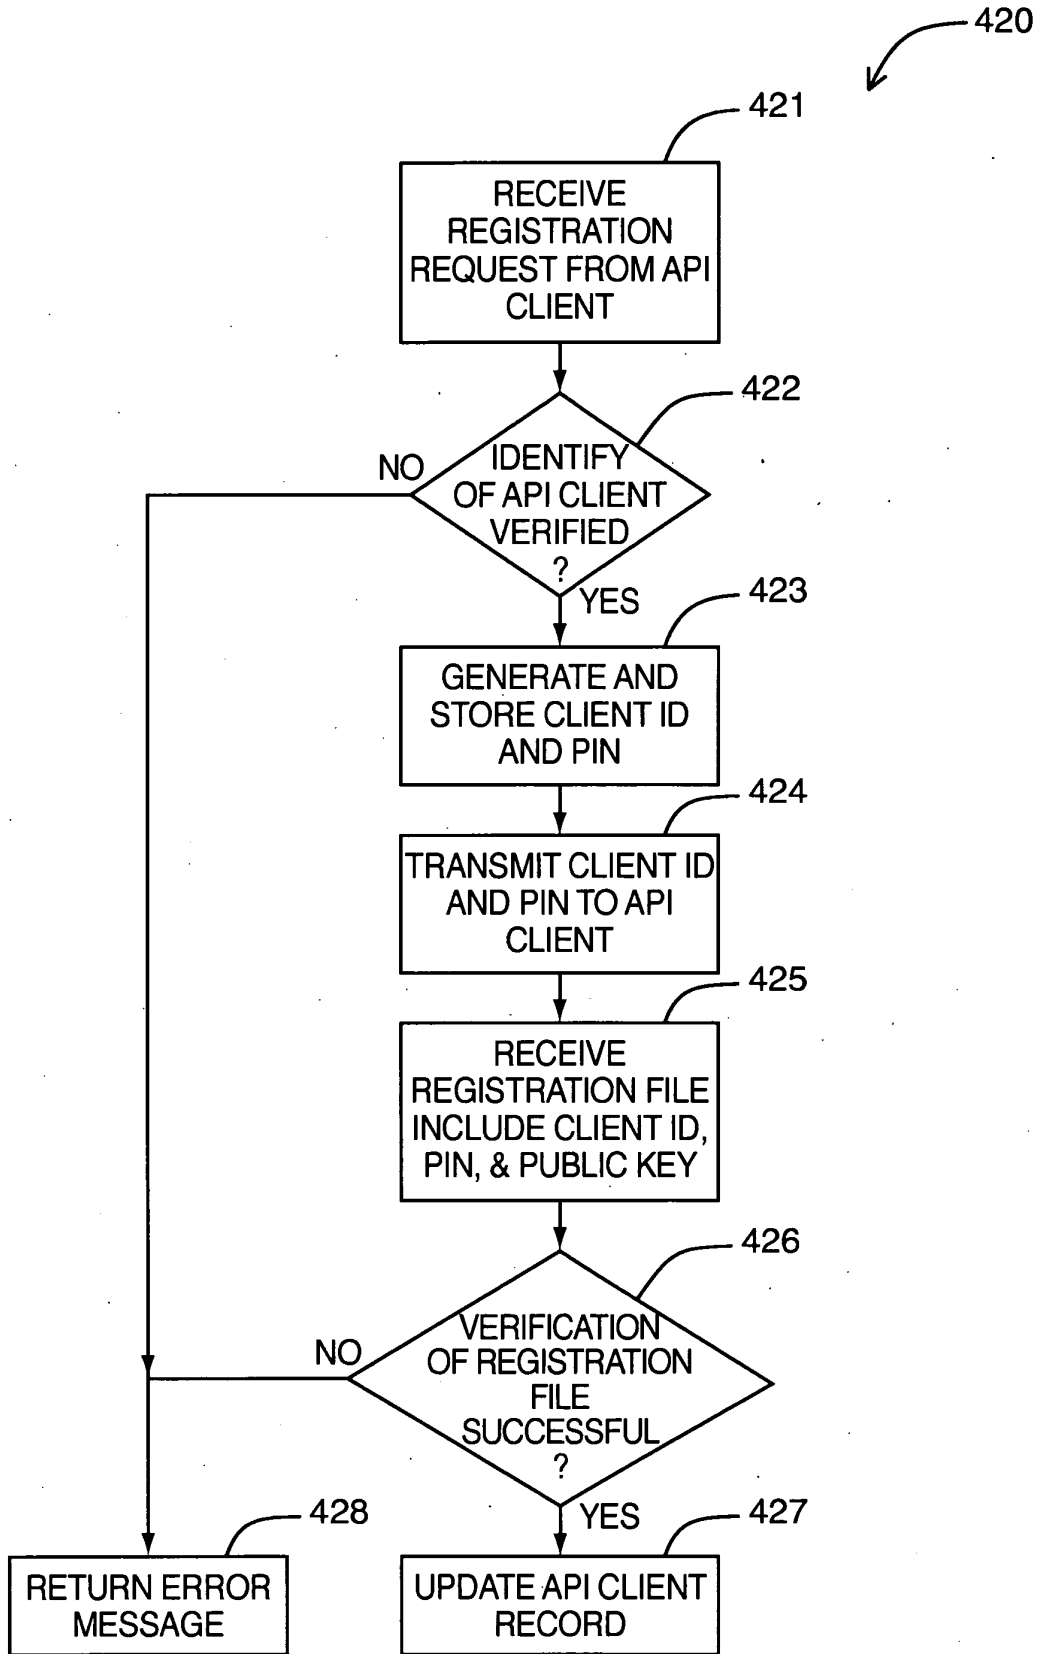 420
421
RECEIVE
REGISTRATION
REQUEST FROM API
CLIENT
422
NO
IDENTIFY
OF API CLIENT
VERIFIED
?
YES
423
GENERATE AND
STORE CLIENT ID
AND PIN
424
TRANSMIT CLIENT ID
AND PIN TO API
CLIENT
425
RECEIVE
REGISTRATION FILE
INCLUDE CLIENT ID,
PIN, & PUBLIC KEY
426
NO
VERIFICATION
OF REGISTRATION
FILE
SUCCESSFUL
?
YES
428
427
RETURN ERROR
MESSAGE
UPDATE API CLIENT
RECORD